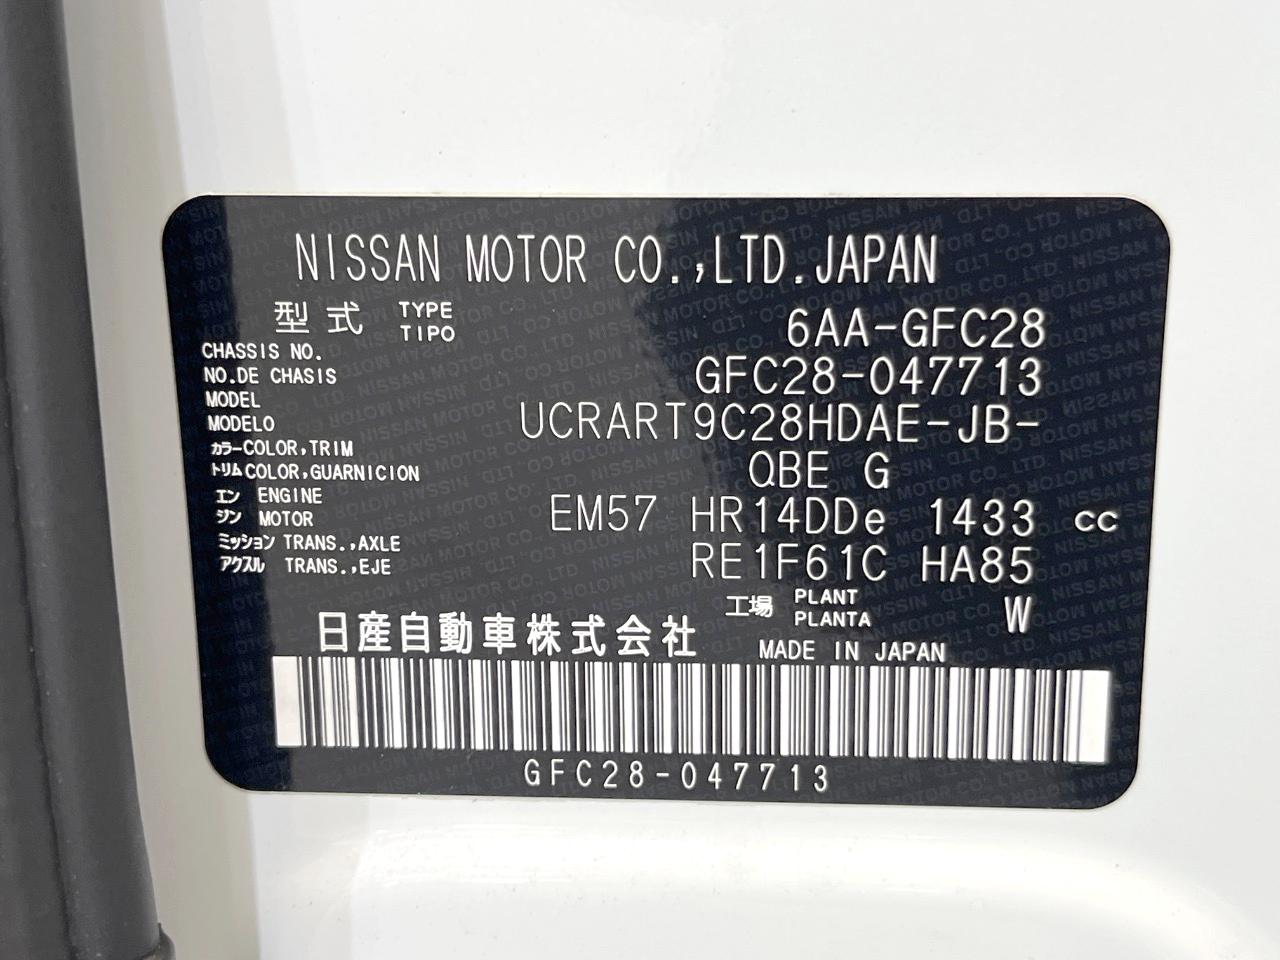 NISSAN MOTOR CO.,LTD.JAPAN
型式 TYPE TIPO 6AA-GFC28
CHASSIS NO.
NO.DE CHASIS GFC28-047713
MODEL
MODELO UCRART9C28HDAE-JB-
カラー COLOR,TRIM
トリム COLOR,GUARNICION QBE G
エン ENGINE
ジン MOTOR EM57 HR14DDe 1433 cc
ミッション TRANS.,AXLE
アクスル TRANS.,EJE RE1F61C HA85
工場 PLANT PLANTA W
日産自動車株式会社 MADE IN JAPAN
GFC28-047713